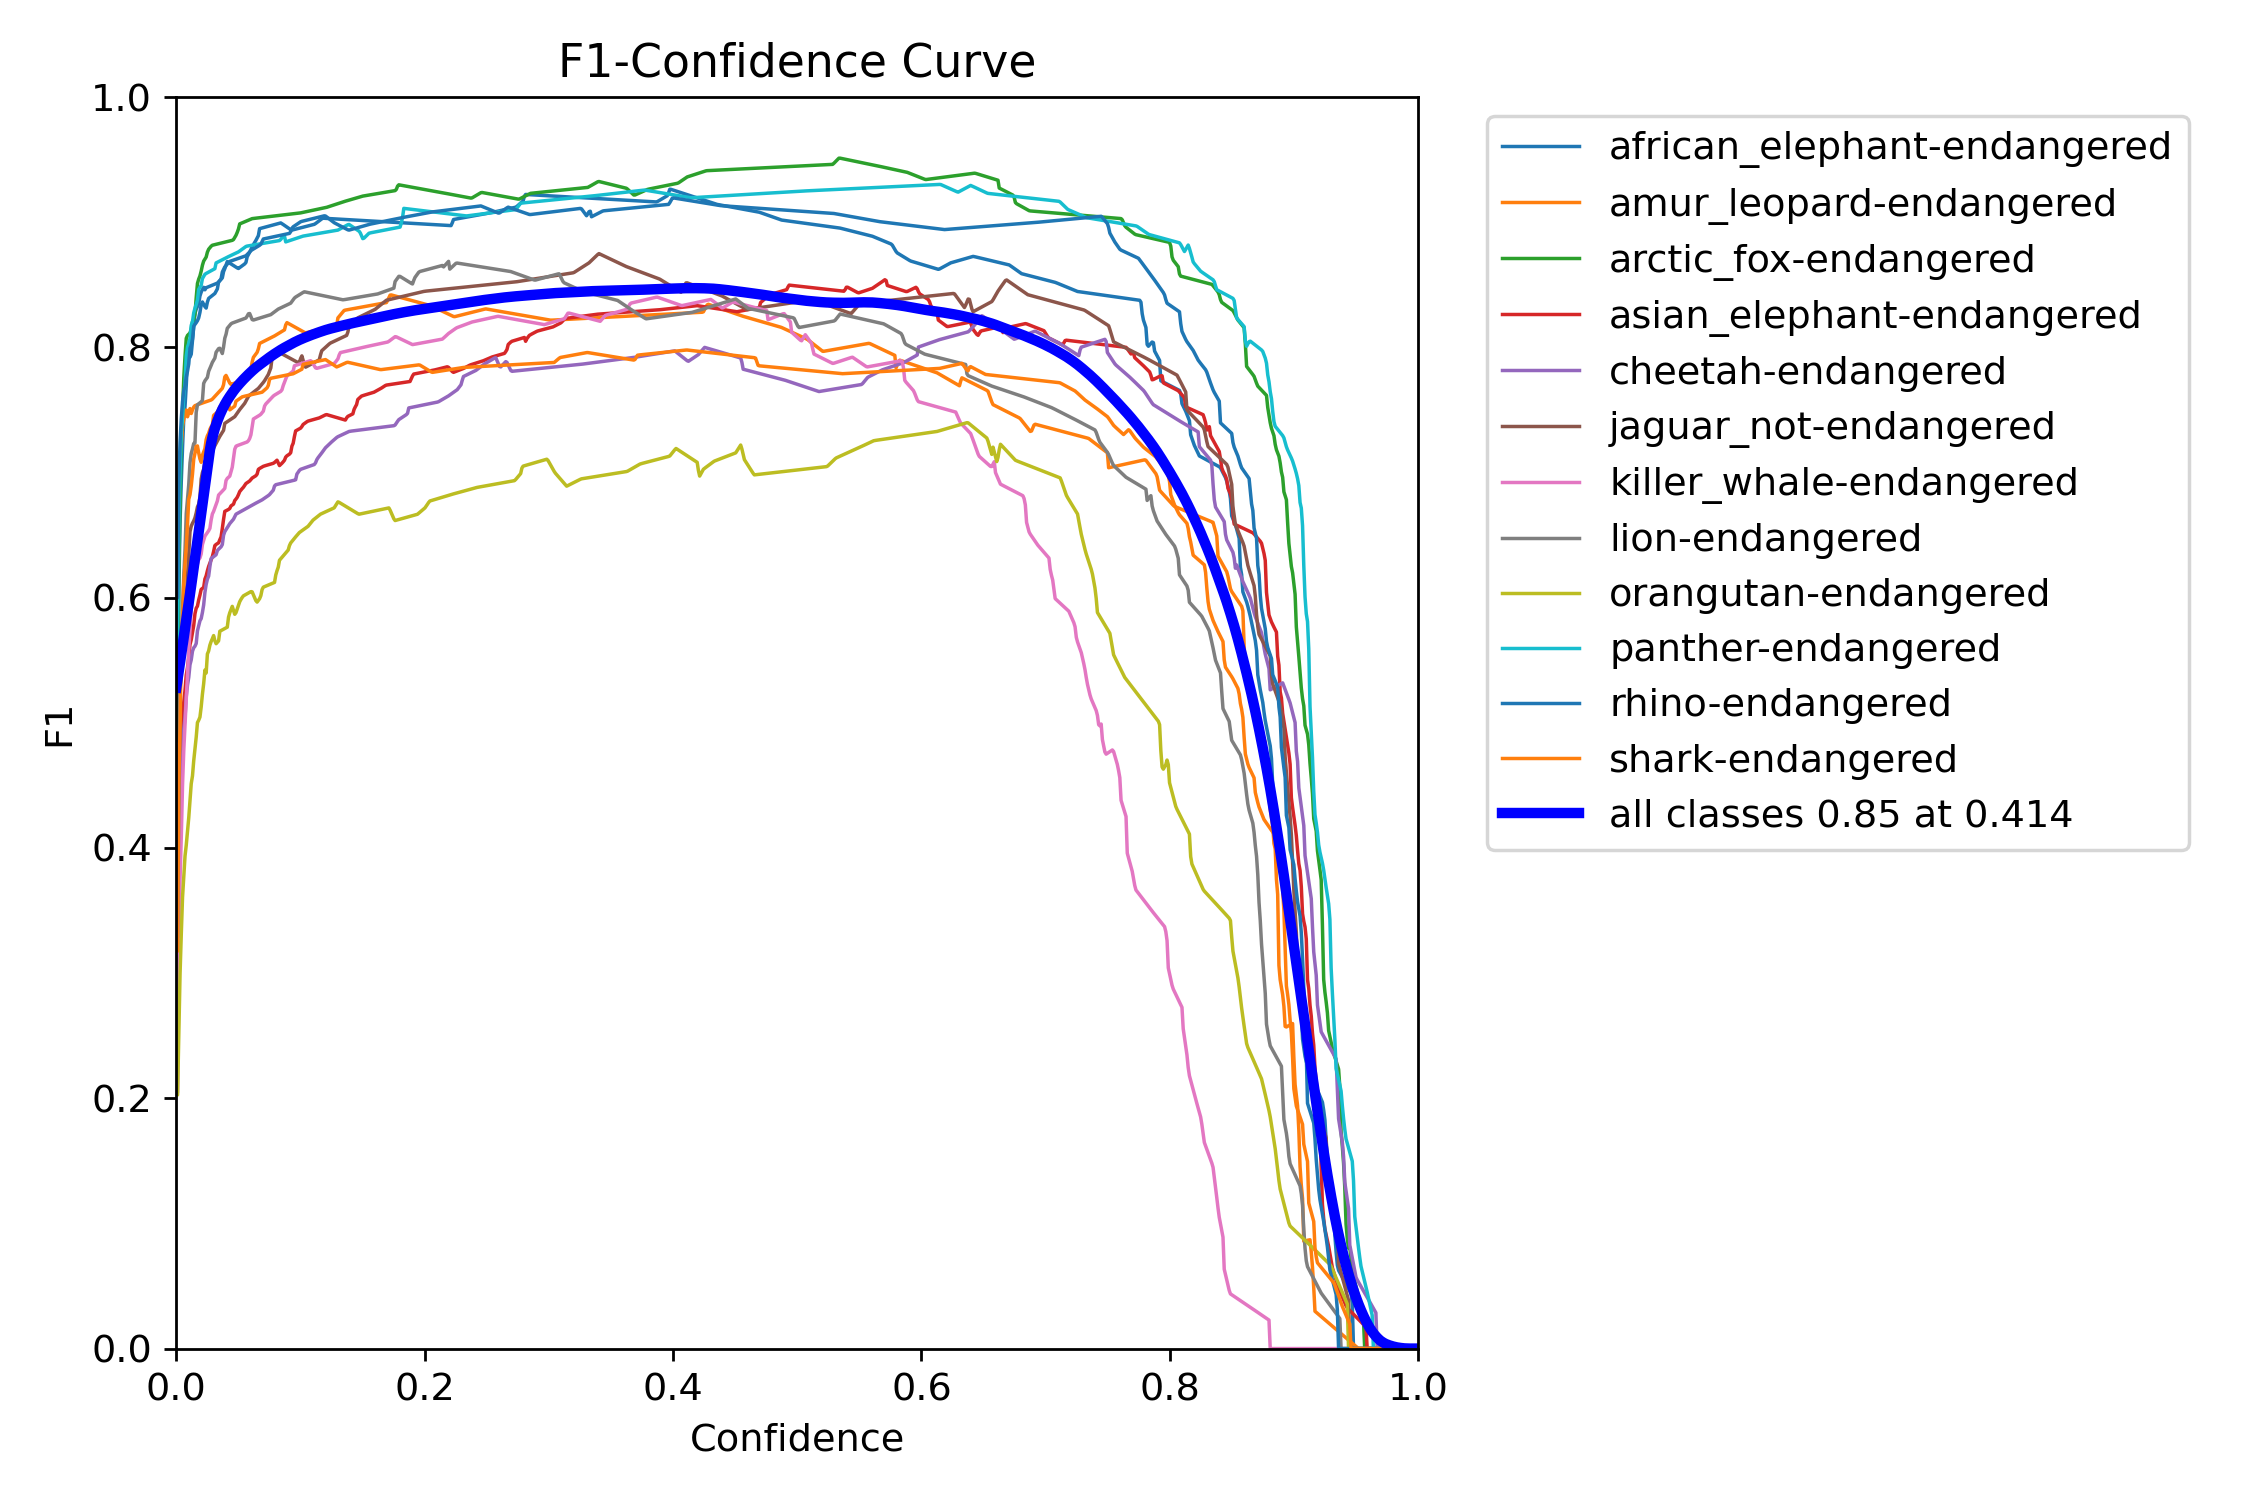 F1-Confidence Curve
1.0
0.8
0.6
0.4
0.2
0.0
F1
0.0 0.2 0.4 0.6 0.8 1.0
Confidence
african_elephant-endangered
amur_leopard-endangered
arctic_fox-endangered
asian_elephant-endangered
cheetah-endangered
jaguar_not-endangered
killer_whale-endangered
lion-endangered
orangutan-endangered
panther-endangered
rhino-endangered
shark-endangered
all classes 0.85 at 0.414